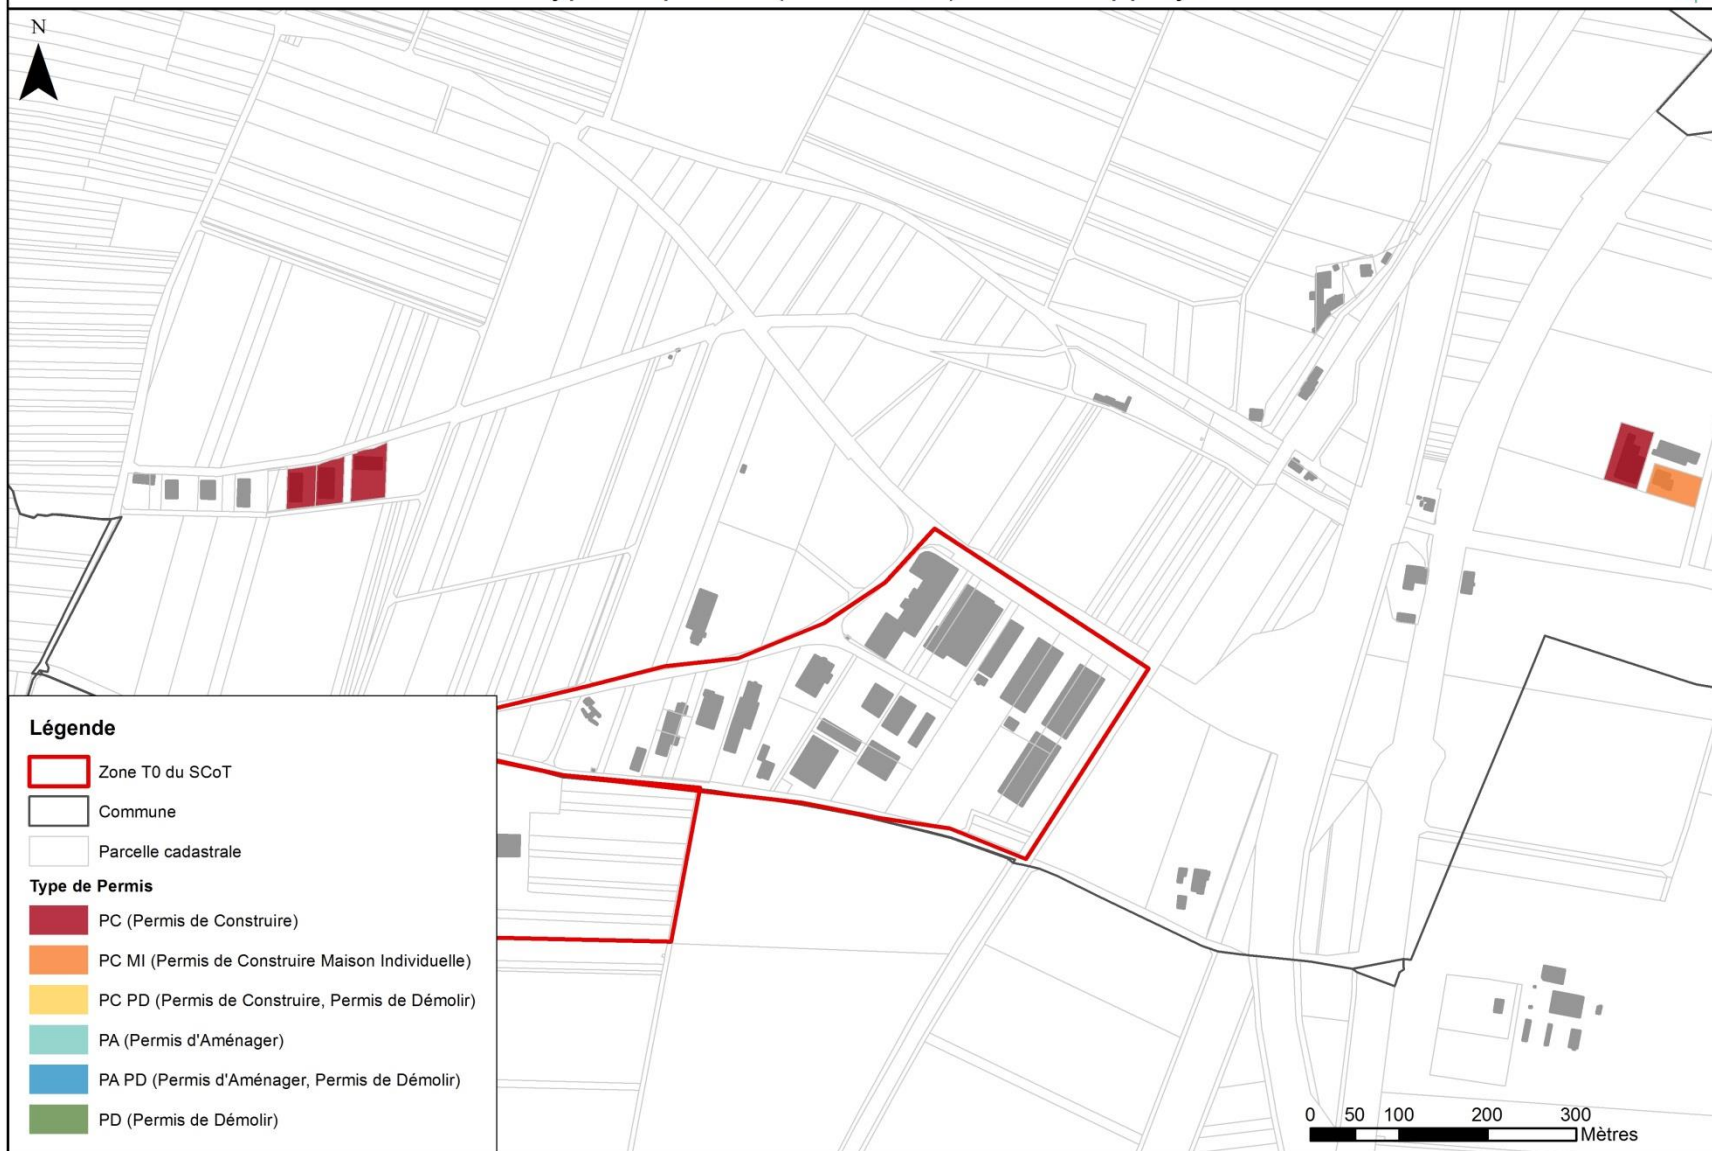 N
Légende
Zone T0 du SCoT
Commune
Parcelle cadastrale
Type de Permis
PC (Permis de Construire)
PC MI (Permis de Construire Maison Individuelle)
PC PD (Permis de Construire, Permis de Démolir)
PA (Permis d'Aménager)
PA PD (Permis d'Aménager, Permis de Démolir)
PD (Permis de Démolir)
0 50 100 200 300
Mètres